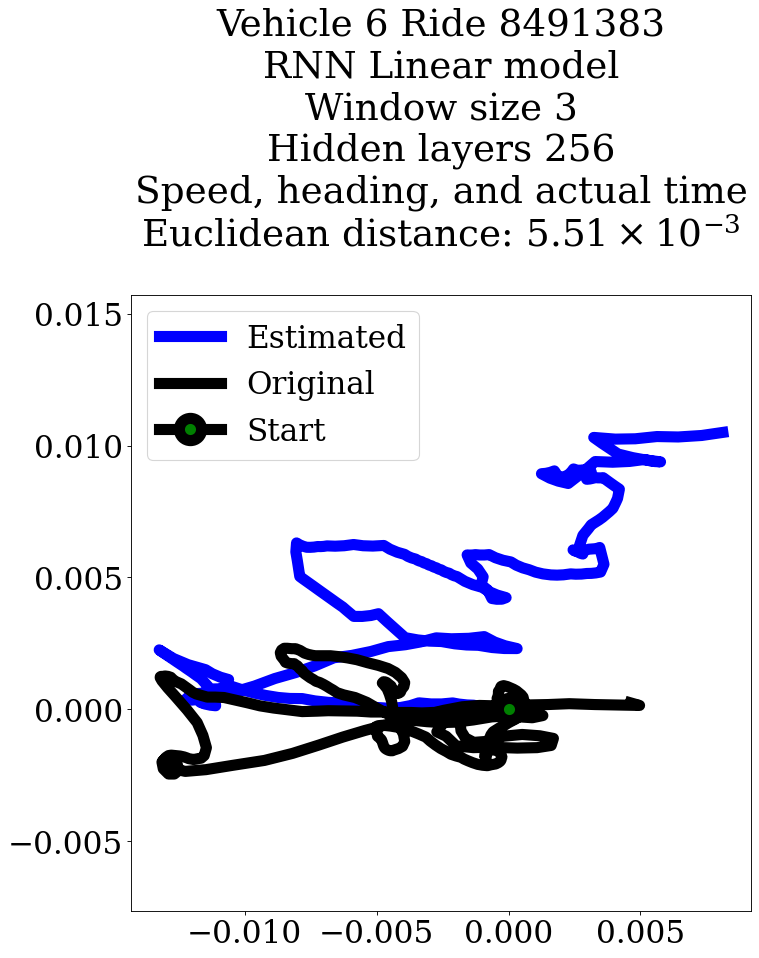 Vehicle 6 Ride 8491383
RNN Linear model
Window size 3
Hidden layers 256
Speed, heading, and actual time
Euclidean distance: 5.51 × 10⁻³
0.015
0.010
0.005
0.000
−0.005
Estimated
Original
Start
−0.010
−0.005
0.000
0.005